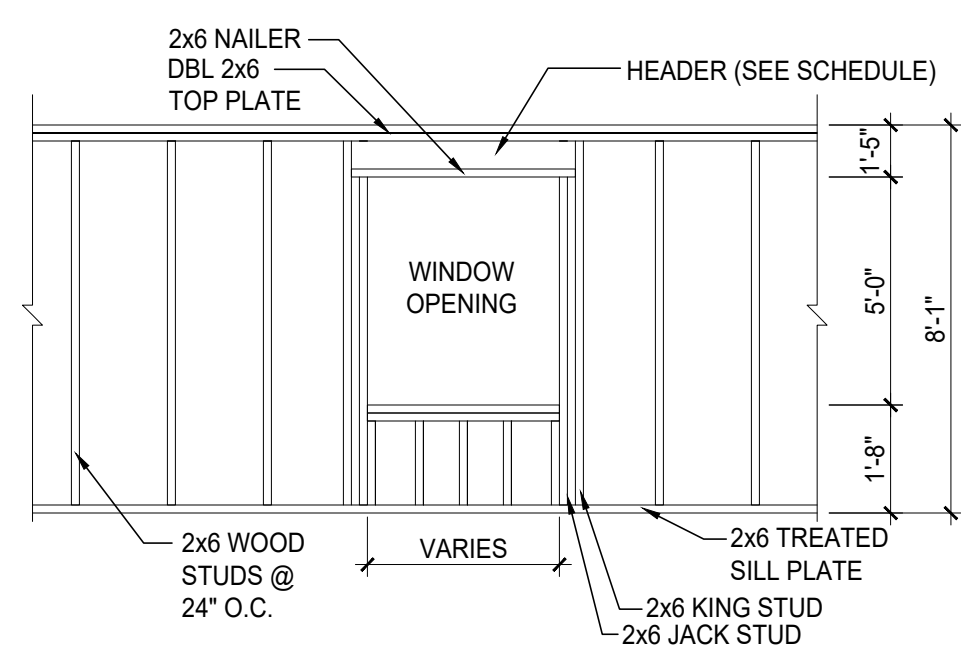 2x6 NAILER
DBL 2x6
TOP PLATE
HEADER (SEE SCHEDULE)
1'-5"
WINDOW
OPENING
5'-0"
8'-1"
1'-8"
2x6 WOOD
STUDS @
24" O.C.
VARIES
2x6 TREATED
SILL PLATE
2x6 KING STUD
2x6 JACK STUD